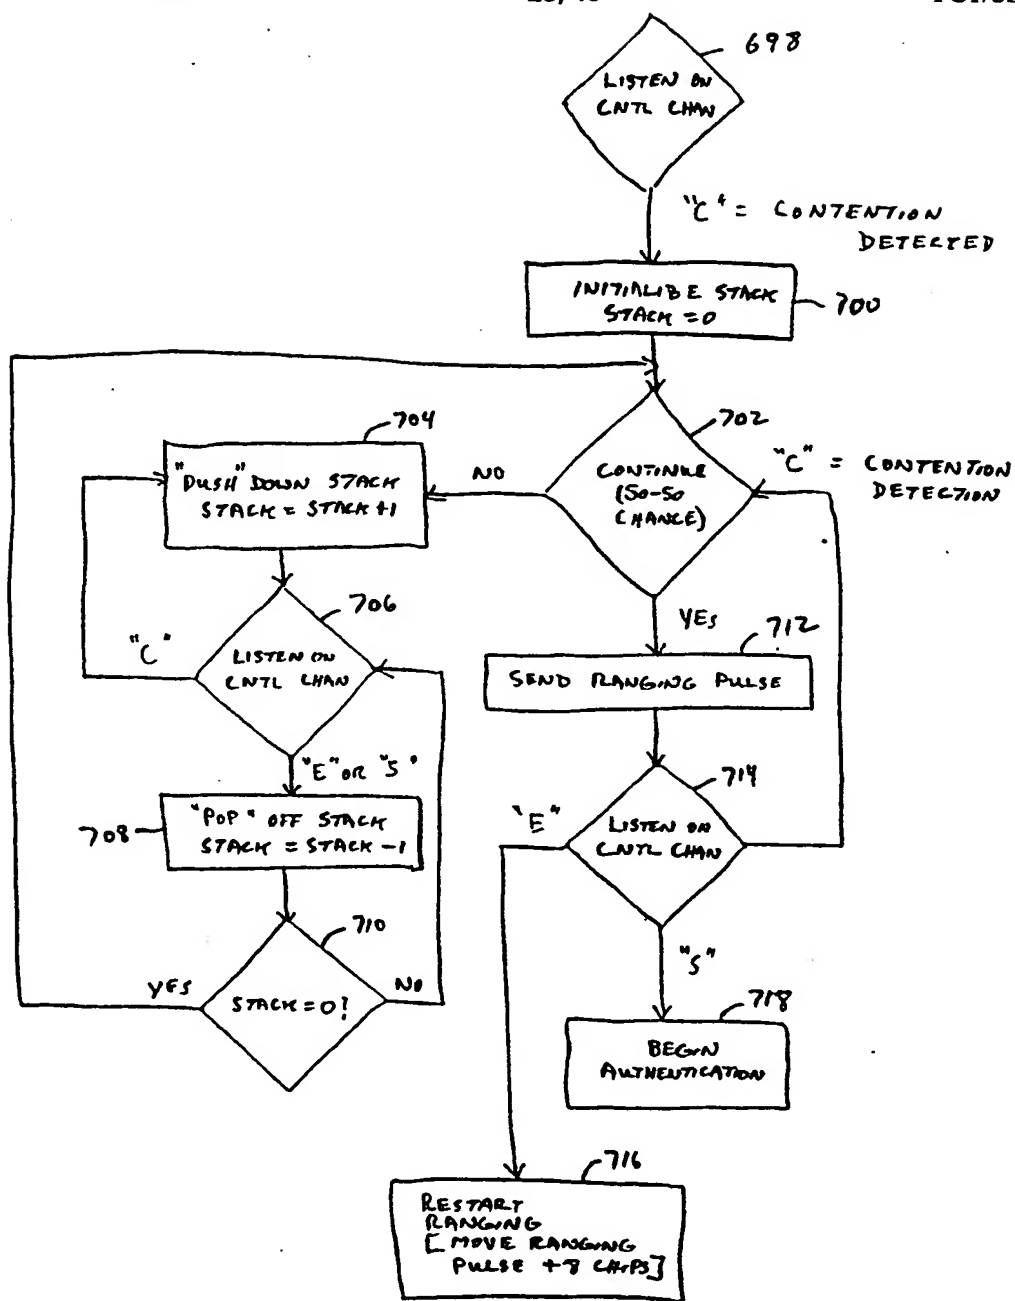 698
LISTEN ON
CNTL CHAN
"C" = CONTENTION
DETECTED
INITIALIBE STACK
STACK = 0
700
704
702
"PUSH" DOWN STACK
STACK = STACK +1
NO
CONTINUE
(50-50
CHANCE)
"C" = CONTENTION
DETECTION
706
YES
712
"C"
LISTEN ON
CNTL CHAN
SEND RANGING PULSE
"E" OR "S"
714
708
"POP" OFF STACK
STACK = STACK -1
"E"
LISTEN ON
CNTL CHAN
710
"S"
YES
STACK = 0?
NO
718
BEGIN
AUTHENTICATION
716
RESTART
RANGING
[MOVE RANGING
PULSE +8 CHIPS]